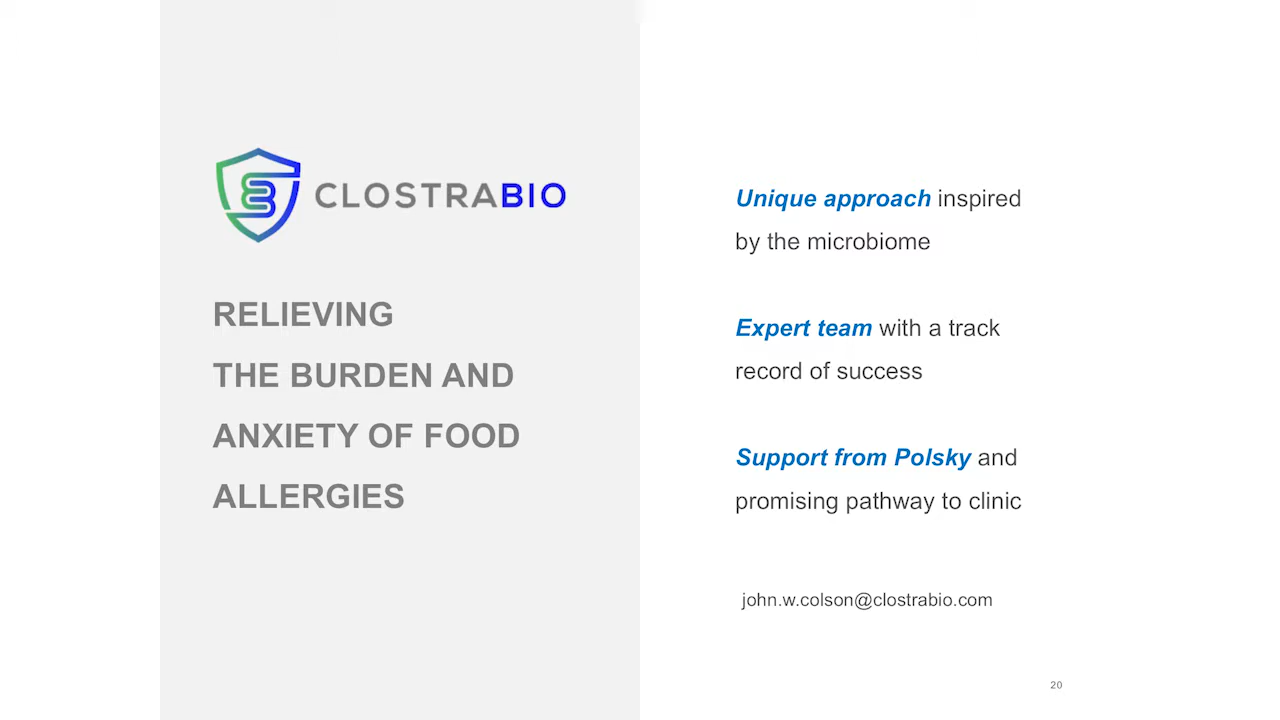 CLOSTRABIO
RELIEVING
THE BURDEN AND
ANXIETY OF FOOD
ALLERGIES
Unique approach inspired
by the microbiome
Expert team with a track
record of success
Support from Polsky and
promising pathway to clinic
john.w.colson@clostrabio.com
20